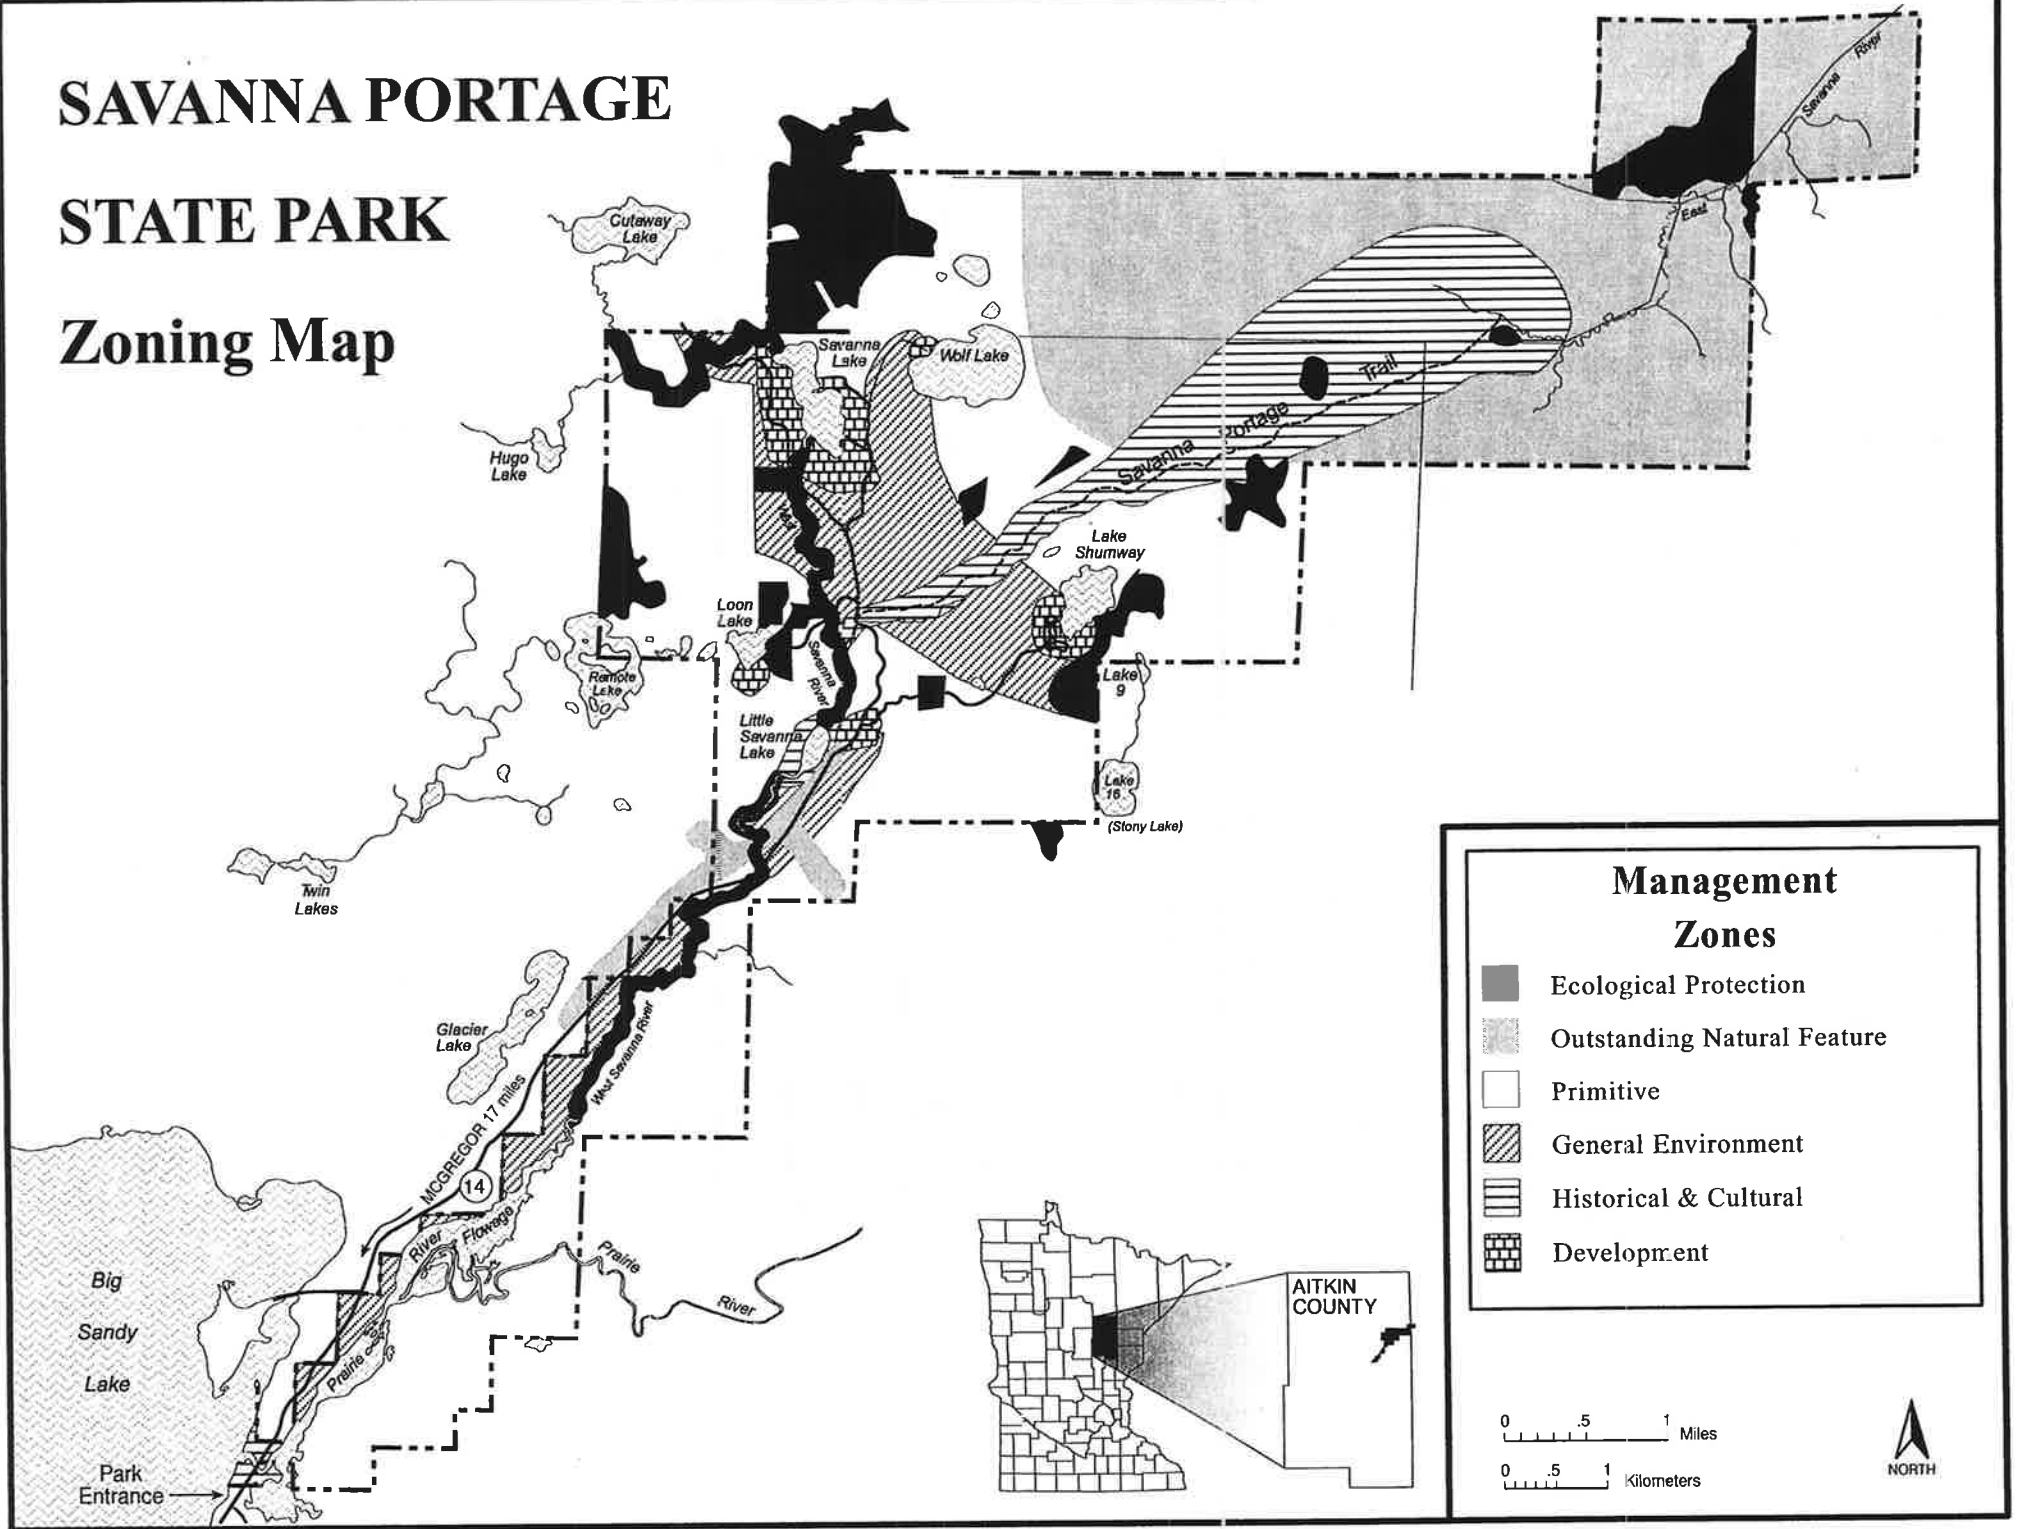 SAVANNA PORTAGE
STATE PARK
Zoning Map
River
Savanna
East
Cutaway
Lake
Savanna
Lake
Wolf Lake
Trail
Portage
Savanna
Hugo
Lake
West
Lake
Shumway
Loon
Lake
Savanna
River
Remote
Lake
Lake
9
Little
Savanna
Lake
Lake
16
(Stony Lake)
Twin
Lakes
Glacier
Lake
West Savanna River
MCGREGOR 17 miles
14
River
Flowage
Prairie
River
Prairie
Big
Sandy
Lake
Park
Entrance
AITKIN
COUNTY
Management
Zones
Ecological Protection
Outstanding Natural Feature
Primitive
General Environment
Historical & Cultural
Development
0 .5 1
Miles
0 .5 1
Kilometers
NORTH